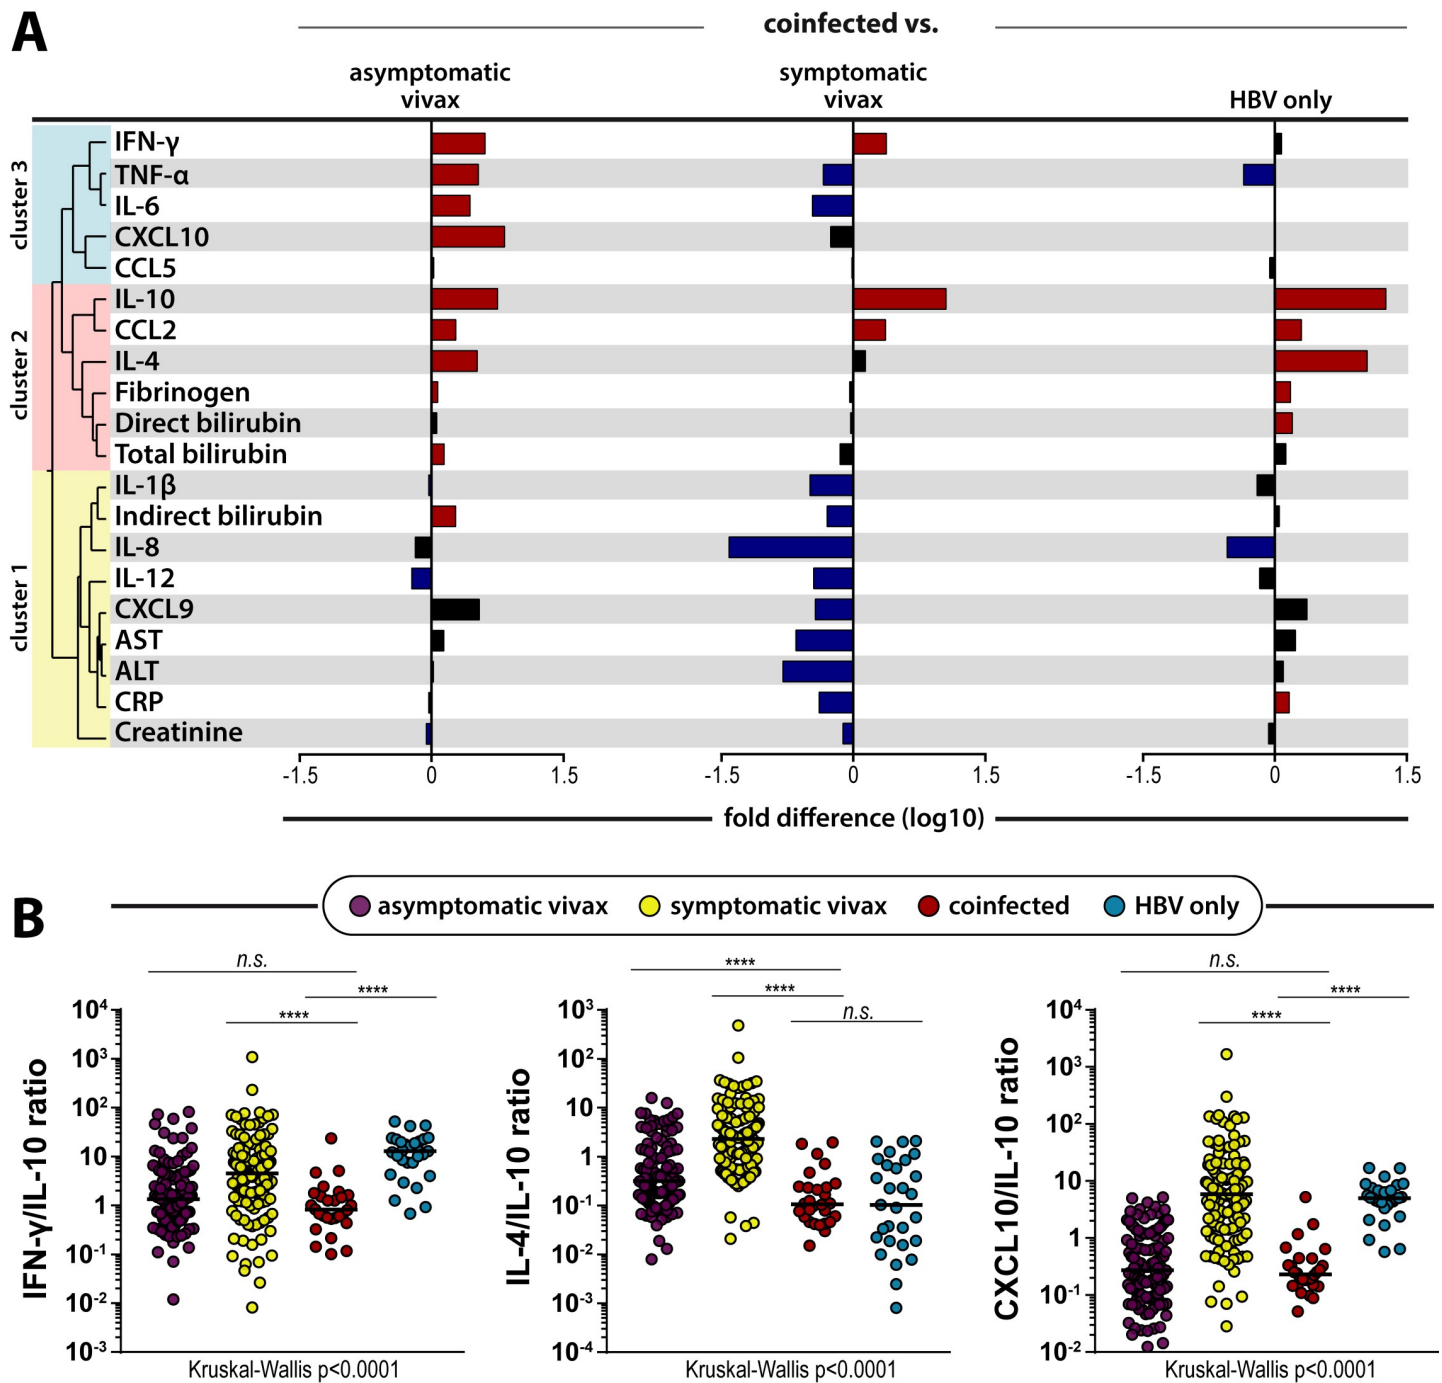 A
coinfected vs.
asymptomatic vivax
symptomatic vivax
HBV only
cluster 3
IFN-γ
TNF-α
IL-6
CXCL10
CCL5
cluster 2
IL-10
CCL2
IL-4
Fibrinogen
Direct bilirubin
Total bilirubin
cluster 1
IL-1β
Indirect bilirubin
IL-8
IL-12
CXCL9
AST
ALT
CRP
Creatinine
-1.5 0 1.5
-1.5 0 1.5
-1.5 0 1.5
fold difference (log10)
B
asymptomatic vivax
symptomatic vivax
coinfected
HBV only
IFN-γ/IL-10 ratio
n.s.
****
****
10⁴
10³
10²
10
1
10⁻¹
10⁻²
10⁻³
Kruskal-Wallis p<0.0001
IL-4/IL-10 ratio
****
****
n.s.
10³
10²
10
1
10⁻¹
10⁻²
10⁻³
10⁻⁴
Kruskal-Wallis p<0.0001
CXCL10/IL-10 ratio
n.s.
****
****
10⁴
10³
10²
10
1
10⁻¹
10⁻²
Kruskal-Wallis p<0.0001